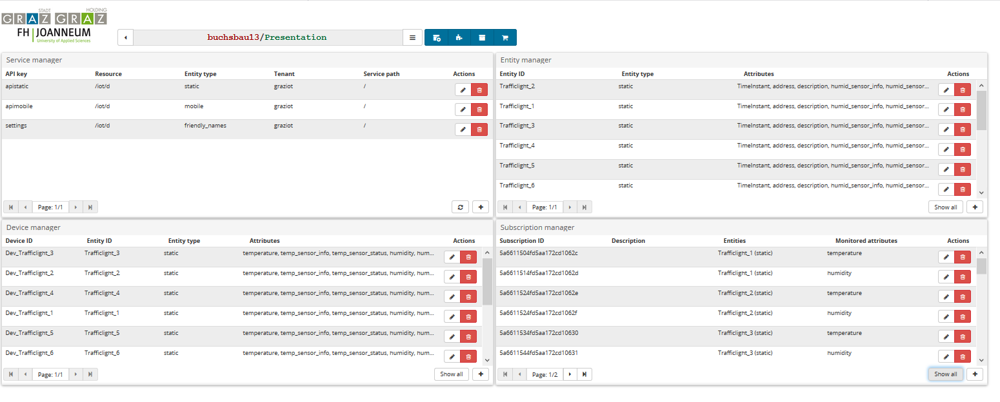 STADT HOLDING
GRAZ GRAZ
FH JOANNEUM
University of Applied Sciences
buchsbau13/Presentation
Service manager
API key Resource Entity type Tenant Service path Actions
apistatic /iot/d static graziot /
apimobile /iot/d mobile graziot /
settings /iot/d friendly_names graziot /
Page: 1/1
Entity manager
Entity ID Entity type Attributes Actions
Trafficlight_2 static TimeInstant, address, description, humid_sensor_info, humid_sensor...
Trafficlight_1 static TimeInstant, address, description, humid_sensor_info, humid_sensor...
Trafficlight_3 static TimeInstant, address, description, humid_sensor_info, humid_sensor...
Trafficlight_4 static TimeInstant, address, description, humid_sensor_info, humid_sensor...
Trafficlight_5 static TimeInstant, address, description, humid_sensor_info, humid_sensor...
Trafficlight_6 static TimeInstant, address, description, humid_sensor_info, humid_sensor...
Page: 1/1 Show all
Device manager
Device ID Entity ID Entity type Attributes Actions
Dev_Trafficlight_3 Trafficlight_3 static temperature, temp_sensor_info, temp_sensor_status, humidity, hum...
Dev_Trafficlight_2 Trafficlight_2 static temperature, temp_sensor_info, temp_sensor_status, humidity, hum...
Dev_Trafficlight_4 Trafficlight_4 static temperature, temp_sensor_info, temp_sensor_status, humidity, hum...
Dev_Trafficlight_1 Trafficlight_1 static temperature, temp_sensor_info, temp_sensor_status, humidity, hum...
Dev_Trafficlight_5 Trafficlight_5 static temperature, temp_sensor_info, temp_sensor_status, humidity, hum...
Dev_Trafficlight_6 Trafficlight_6 static temperature, temp_sensor_info, temp_sensor_status, humidity, hum...
Page: 1/1 Show all
Subscription manager
Subscription ID Description Entities Monitored attributes Actions
5a6611504fd5aa172cd1062c Trafficlight_1 (static) temperature
5a6611514fd5aa172cd1062d Trafficlight_1 (static) humidity
5a6611524fd5aa172cd1062e Trafficlight_2 (static) temperature
5a6611524fd5aa172cd1062f Trafficlight_2 (static) humidity
5a6611534fd5aa172cd10630 Trafficlight_3 (static) temperature
5a6611544fd5aa172cd10631 Trafficlight_3 (static) humidity
Page: 1/2 Show all